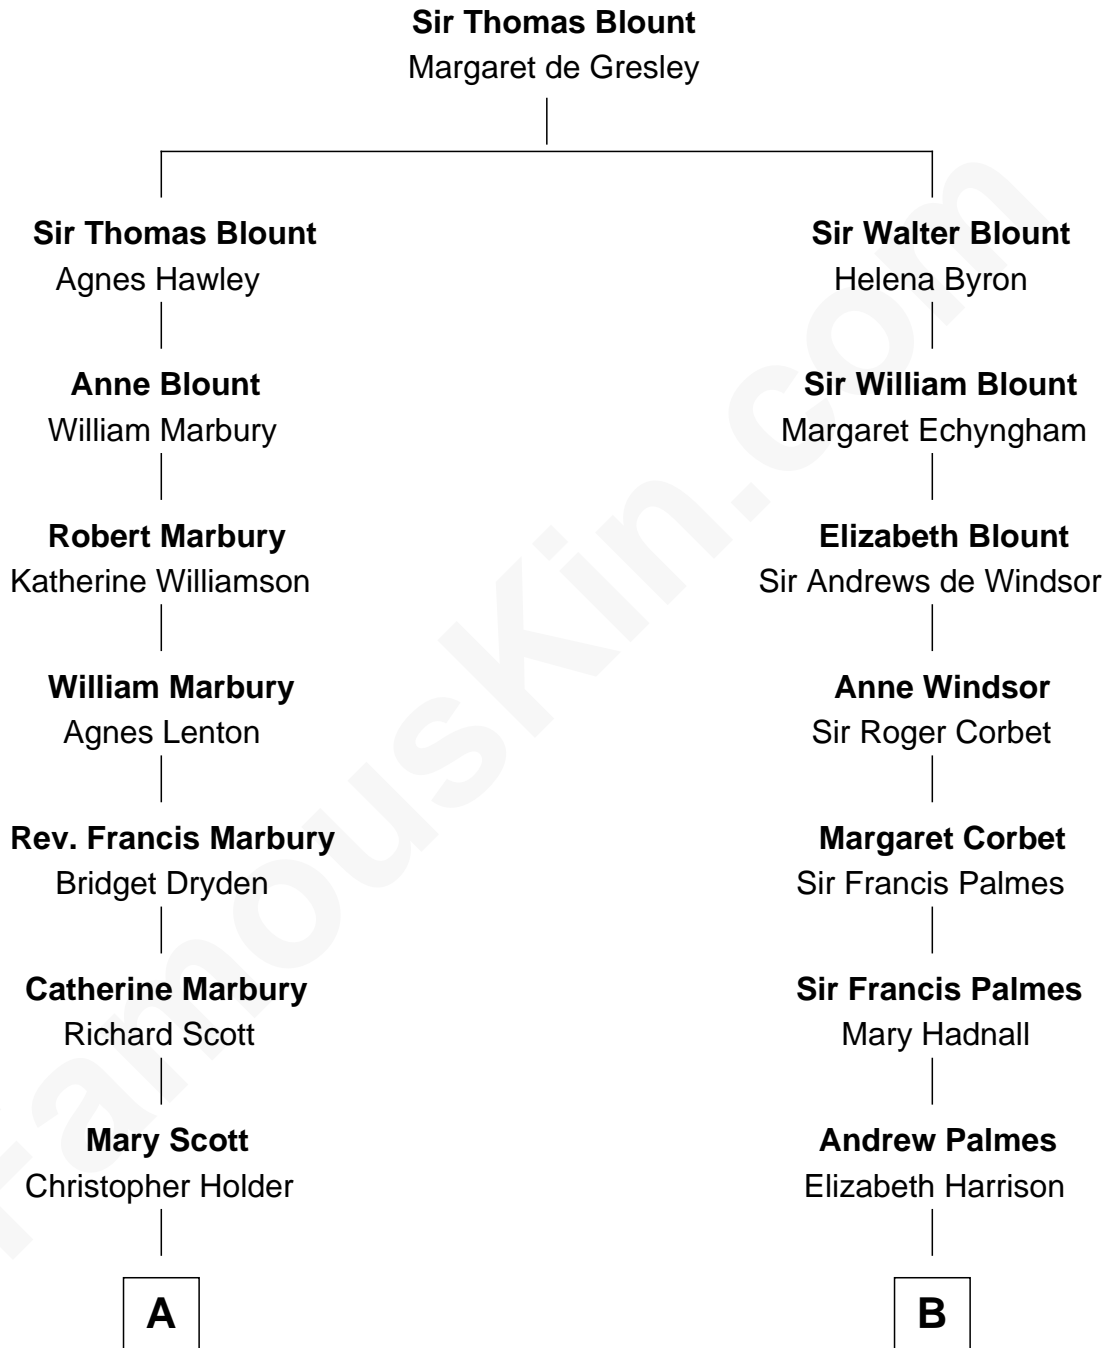 Sir Thomas Blount
Margaret de Gresley
Sir Thomas Blount
Agnes Hawley
Sir Walter Blount
Helena Byron
Anne Blount
William Marbury
Sir William Blount
Margaret Echyngham
Robert Marbury
Katherine Williamson
Elizabeth Blount
Sir Andrews de Windsor
William Marbury
Agnes Lenton
Anne Windsor
Sir Roger Corbet
Rev. Francis Marbury
Bridget Dryden
Margaret Corbet
Sir Francis Palmes
Catherine Marbury
Richard Scott
Sir Francis Palmes
Mary Hadnall
Mary Scott
Christopher Holder
Andrew Palmes
Elizabeth Harrison
A
B
FamousKin.com